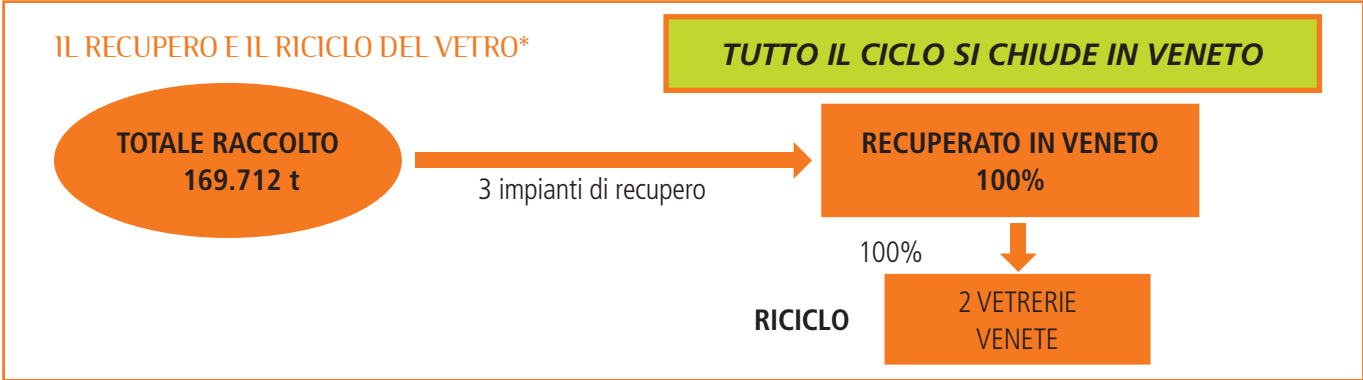 IL RECUPERO E IL RICICLO DEL VETRO*
TUTTO IL CICLO SI CHIUDE IN VENETO
TOTALE RACCOLTO
169.712 t
3 impianti di recupero
RECUPERATO IN VENETO
100%
100%
RICICLO
2 VETRERIE
VENETE